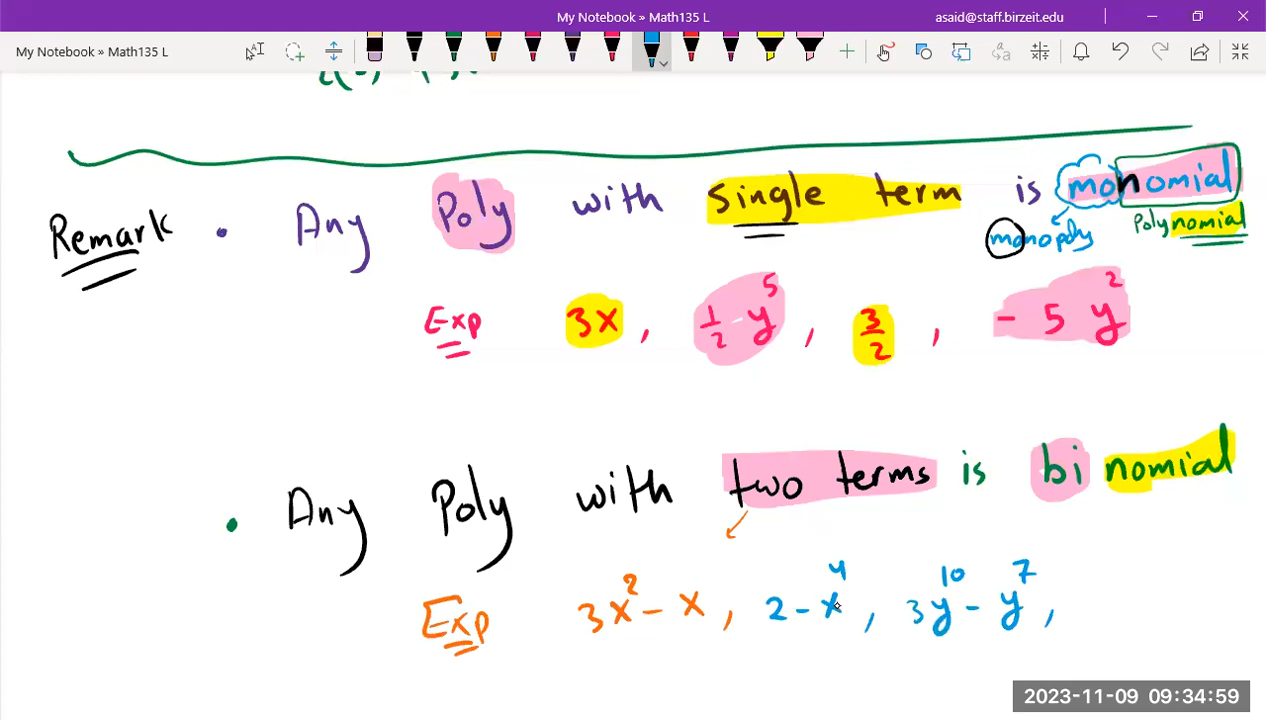 My Notebook » Math135 L
asaid@staff.birzeit.edu
My Notebook » Math135 L
Remark • Any Poly with single term is monomial
monopoly Polynomial
Exp 3x, 1/2 y^5, 3/2, -5 y^2
• Any Poly with two terms is binomial
Exp 3x^2 - x, 2 - x^4, 3y^10 - y^7,
2023-11-09 09:34:59